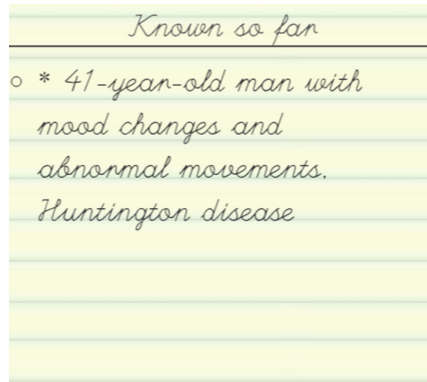 Known so far
* 41-year-old man with
mood changes and
abnormal movements.
Huntington disease